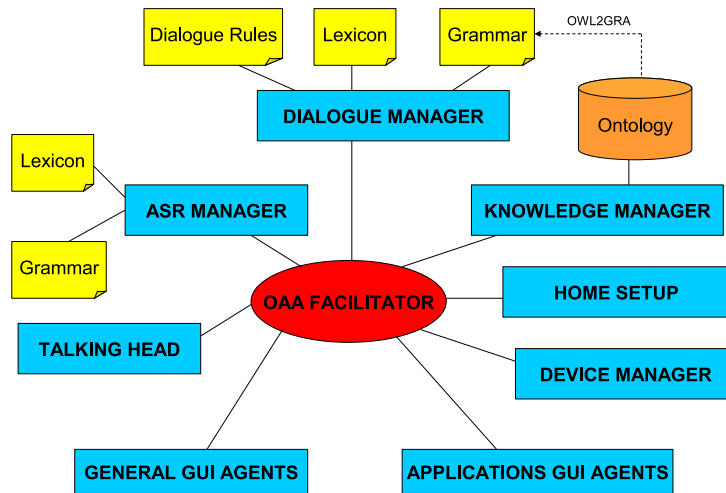 OWL2GRA
Dialogue Rules
Lexicon
Grammar
DIALOGUE MANAGER
Ontology
Lexicon
ASR MANAGER
KNOWLEDGE MANAGER
Grammar
OAA FACILITATOR
HOME SETUP
TALKING HEAD
DEVICE MANAGER
GENERAL GUI AGENTS
APPLICATIONS GUI AGENTS